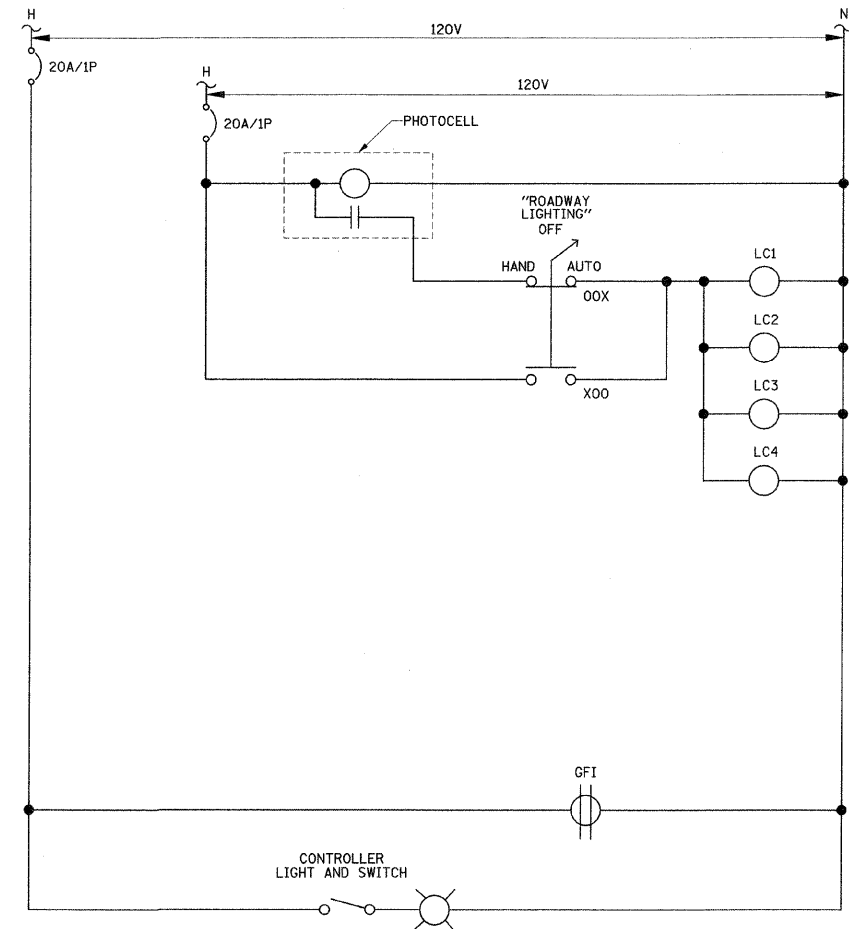 H
N
120V
20A/1P
H
120V
20A/1P
PHOTOCELL
"ROADWAY
LIGHTING"
OFF
HAND
AUTO
OOX
LC1
LC2
LC3
XOO
LC4
GFI
CONTROLLER
LIGHT AND SWITCH